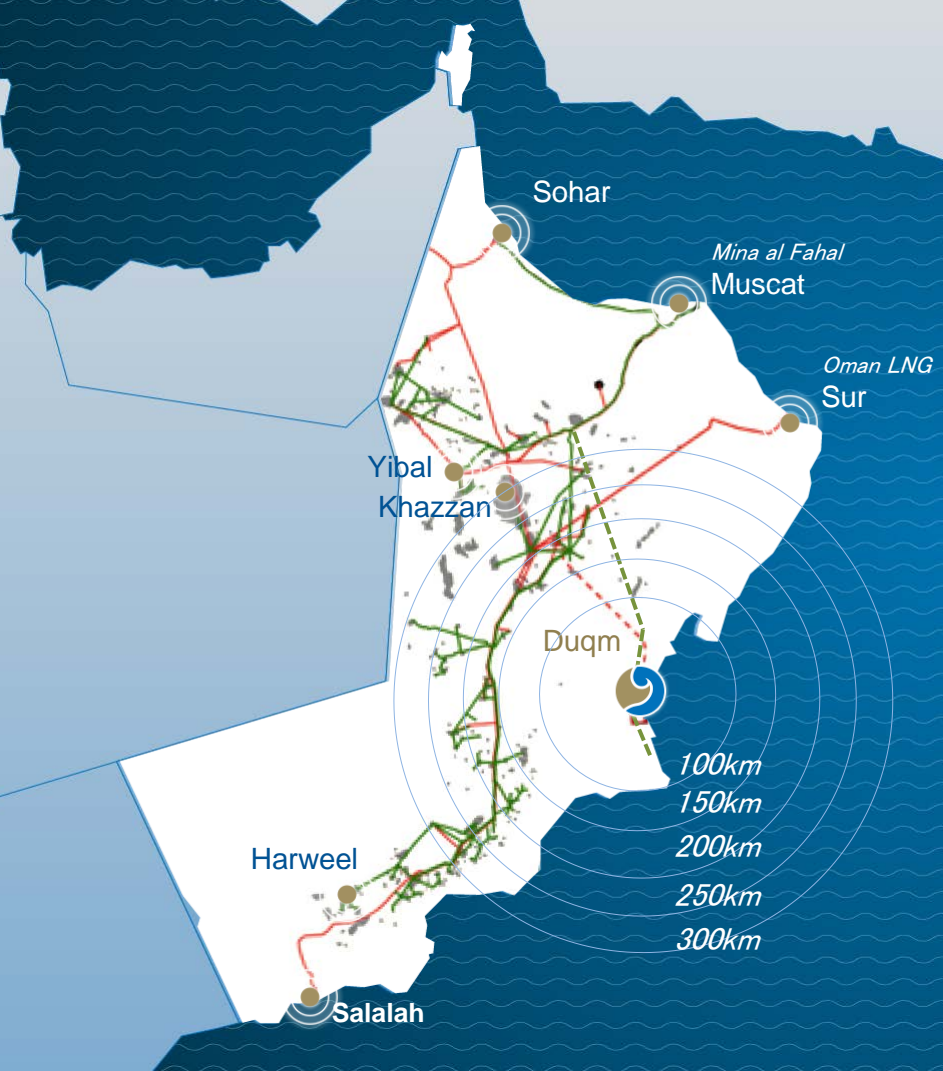 Sohar
Mina al Fahal
Muscat
Oman LNG
Sur
Yibal
Khazzan
Duqm
100km
150km
200km
250km
300km
Harweel
Salalah